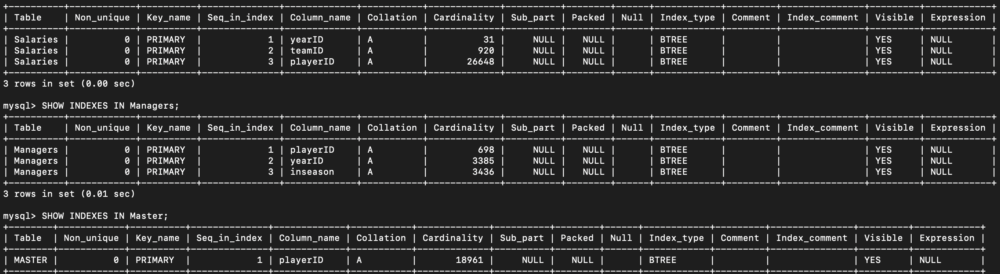 +-----------+------------+----------+--------------+-------------+-----------+-------------+----------+--------+------+------------+---------+---------------+---------+------------+
| Table     | Non_unique | Key_name | Seq_in_index | Column_name | Collation | Cardinality | Sub_part | Packed | Null | Index_type | Comment | Index_comment | Visible | Expression |
+-----------+------------+----------+--------------+-------------+-----------+-------------+----------+--------+------+------------+---------+---------------+---------+------------+
| Salaries |          0 | PRIMARY  |            1 | yearID      | A         |          31 |     NULL |   NULL |      | BTREE      |         |               | YES     | NULL       |
| Salaries |          0 | PRIMARY  |            2 | teamID      | A         |         920 |     NULL |   NULL |      | BTREE      |         |               | YES     | NULL       |
| Salaries |          0 | PRIMARY  |            3 | playerID    | A         |       26648 |     NULL |   NULL |      | BTREE      |         |               | YES     | NULL       |
+-----------+------------+----------+--------------+-------------+-----------+-------------+----------+--------+------+------------+---------+---------------+---------+------------+
3 rows in set (0.00 sec)
mysql> SHOW INDEXES IN Managers;
+-----------+------------+----------+--------------+-------------+-----------+-------------+----------+--------+------+------------+---------+---------------+---------+------------+
| Table     | Non_unique | Key_name | Seq_in_index | Column_name | Collation | Cardinality | Sub_part | Packed | Null | Index_type | Comment | Index_comment | Visible | Expression |
+-----------+------------+----------+--------------+-------------+-----------+-------------+----------+--------+------+------------+---------+---------------+---------+------------+
| Managers |          0 | PRIMARY  |            1 | playerID    | A         |         698 |     NULL |   NULL |      | BTREE      |         |               | YES     | NULL       |
| Managers |          0 | PRIMARY  |            2 | yearID      | A         |        3385 |     NULL |   NULL |      | BTREE      |         |               | YES     | NULL       |
| Managers |          0 | PRIMARY  |            3 | inseason    | A         |        3436 |     NULL |   NULL |      | BTREE      |         |               | YES     | NULL       |
+-----------+------------+----------+--------------+-------------+-----------+-------------+----------+--------+------+------------+---------+---------------+---------+------------+
3 rows in set (0.01 sec)
mysql> SHOW INDEXES IN Master;
+--------+------------+----------+--------------+-------------+-----------+-------------+----------+--------+------+------------+---------+---------------+---------+------------+
| Table  | Non_unique | Key_name | Seq_in_index | Column_name | Collation | Cardinality | Sub_part | Packed | Null | Index_type | Comment | Index_comment | Visible | Expression |
+--------+------------+----------+--------------+-------------+-----------+-------------+----------+--------+------+------------+---------+---------------+---------+------------+
| MASTER |          0 | PRIMARY  |            1 | playerID    | A         |       18961 |     NULL |   NULL |      | BTREE      |         |               | YES     | NULL       |
+--------+------------+----------+--------------+-------------+-----------+-------------+----------+--------+------+------------+---------+---------------+---------+------------+